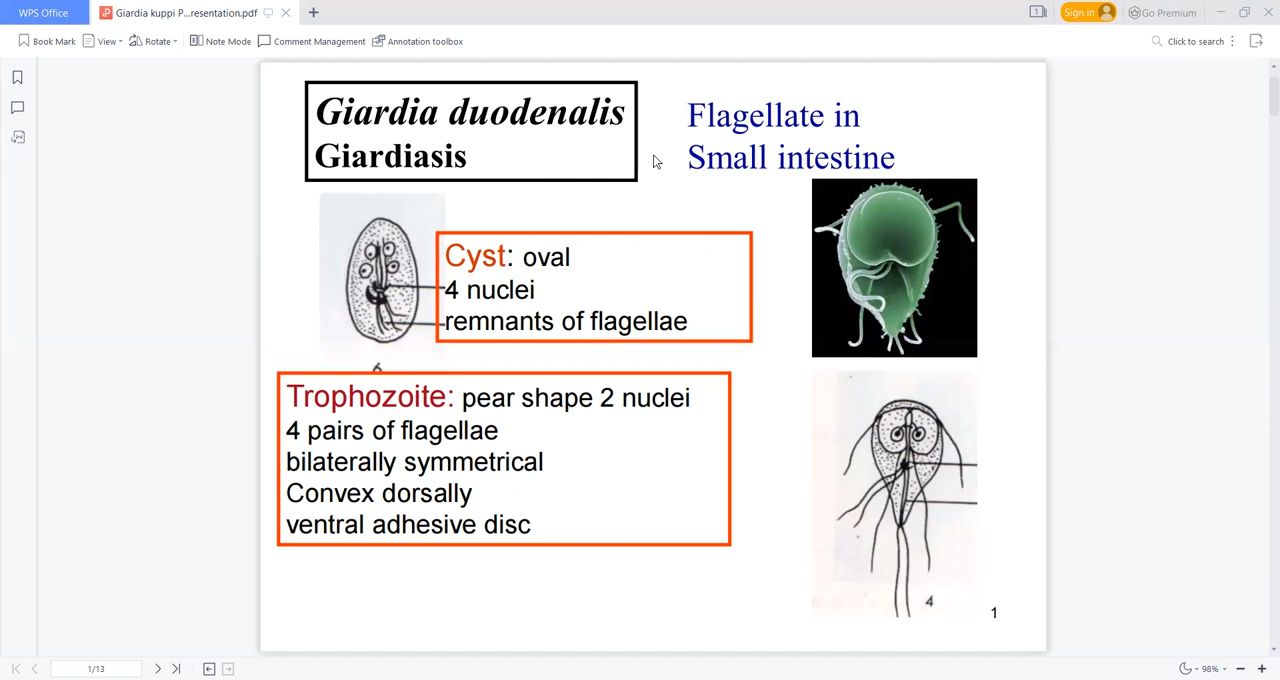 WPS Office
Giardia kuppi P...resentation.pdf
1
Sign in
Go Premium
Book Mark
View
Rotate
Note Mode
Comment Management
Annotation toolbox
Click to search
Giardia duodenalis
Giardiasis
Flagellate in
Small intestine
Cyst: oval
4 nuclei
remnants of flagellae
6
Trophozoite: pear shape 2 nuclei
4 pairs of flagellae
bilaterally symmetrical
Convex dorsally
ventral adhesive disc
4
1
1/13
98%